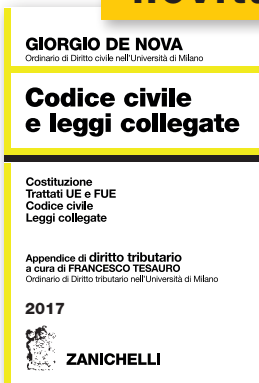 novità
GIORGIO DE NOVA
Ordinario di Diritto civile nell'Università di Milano
Codice civile
e leggi collegate
Costituzione
Trattati UE e FUE
Codice civile
Leggi collegate
Appendice di diritto tributario
a cura di FRANCESCO TESAURO
Ordinario di Diritto tributario nell'Università di Milano
2017
ZANICHELLI